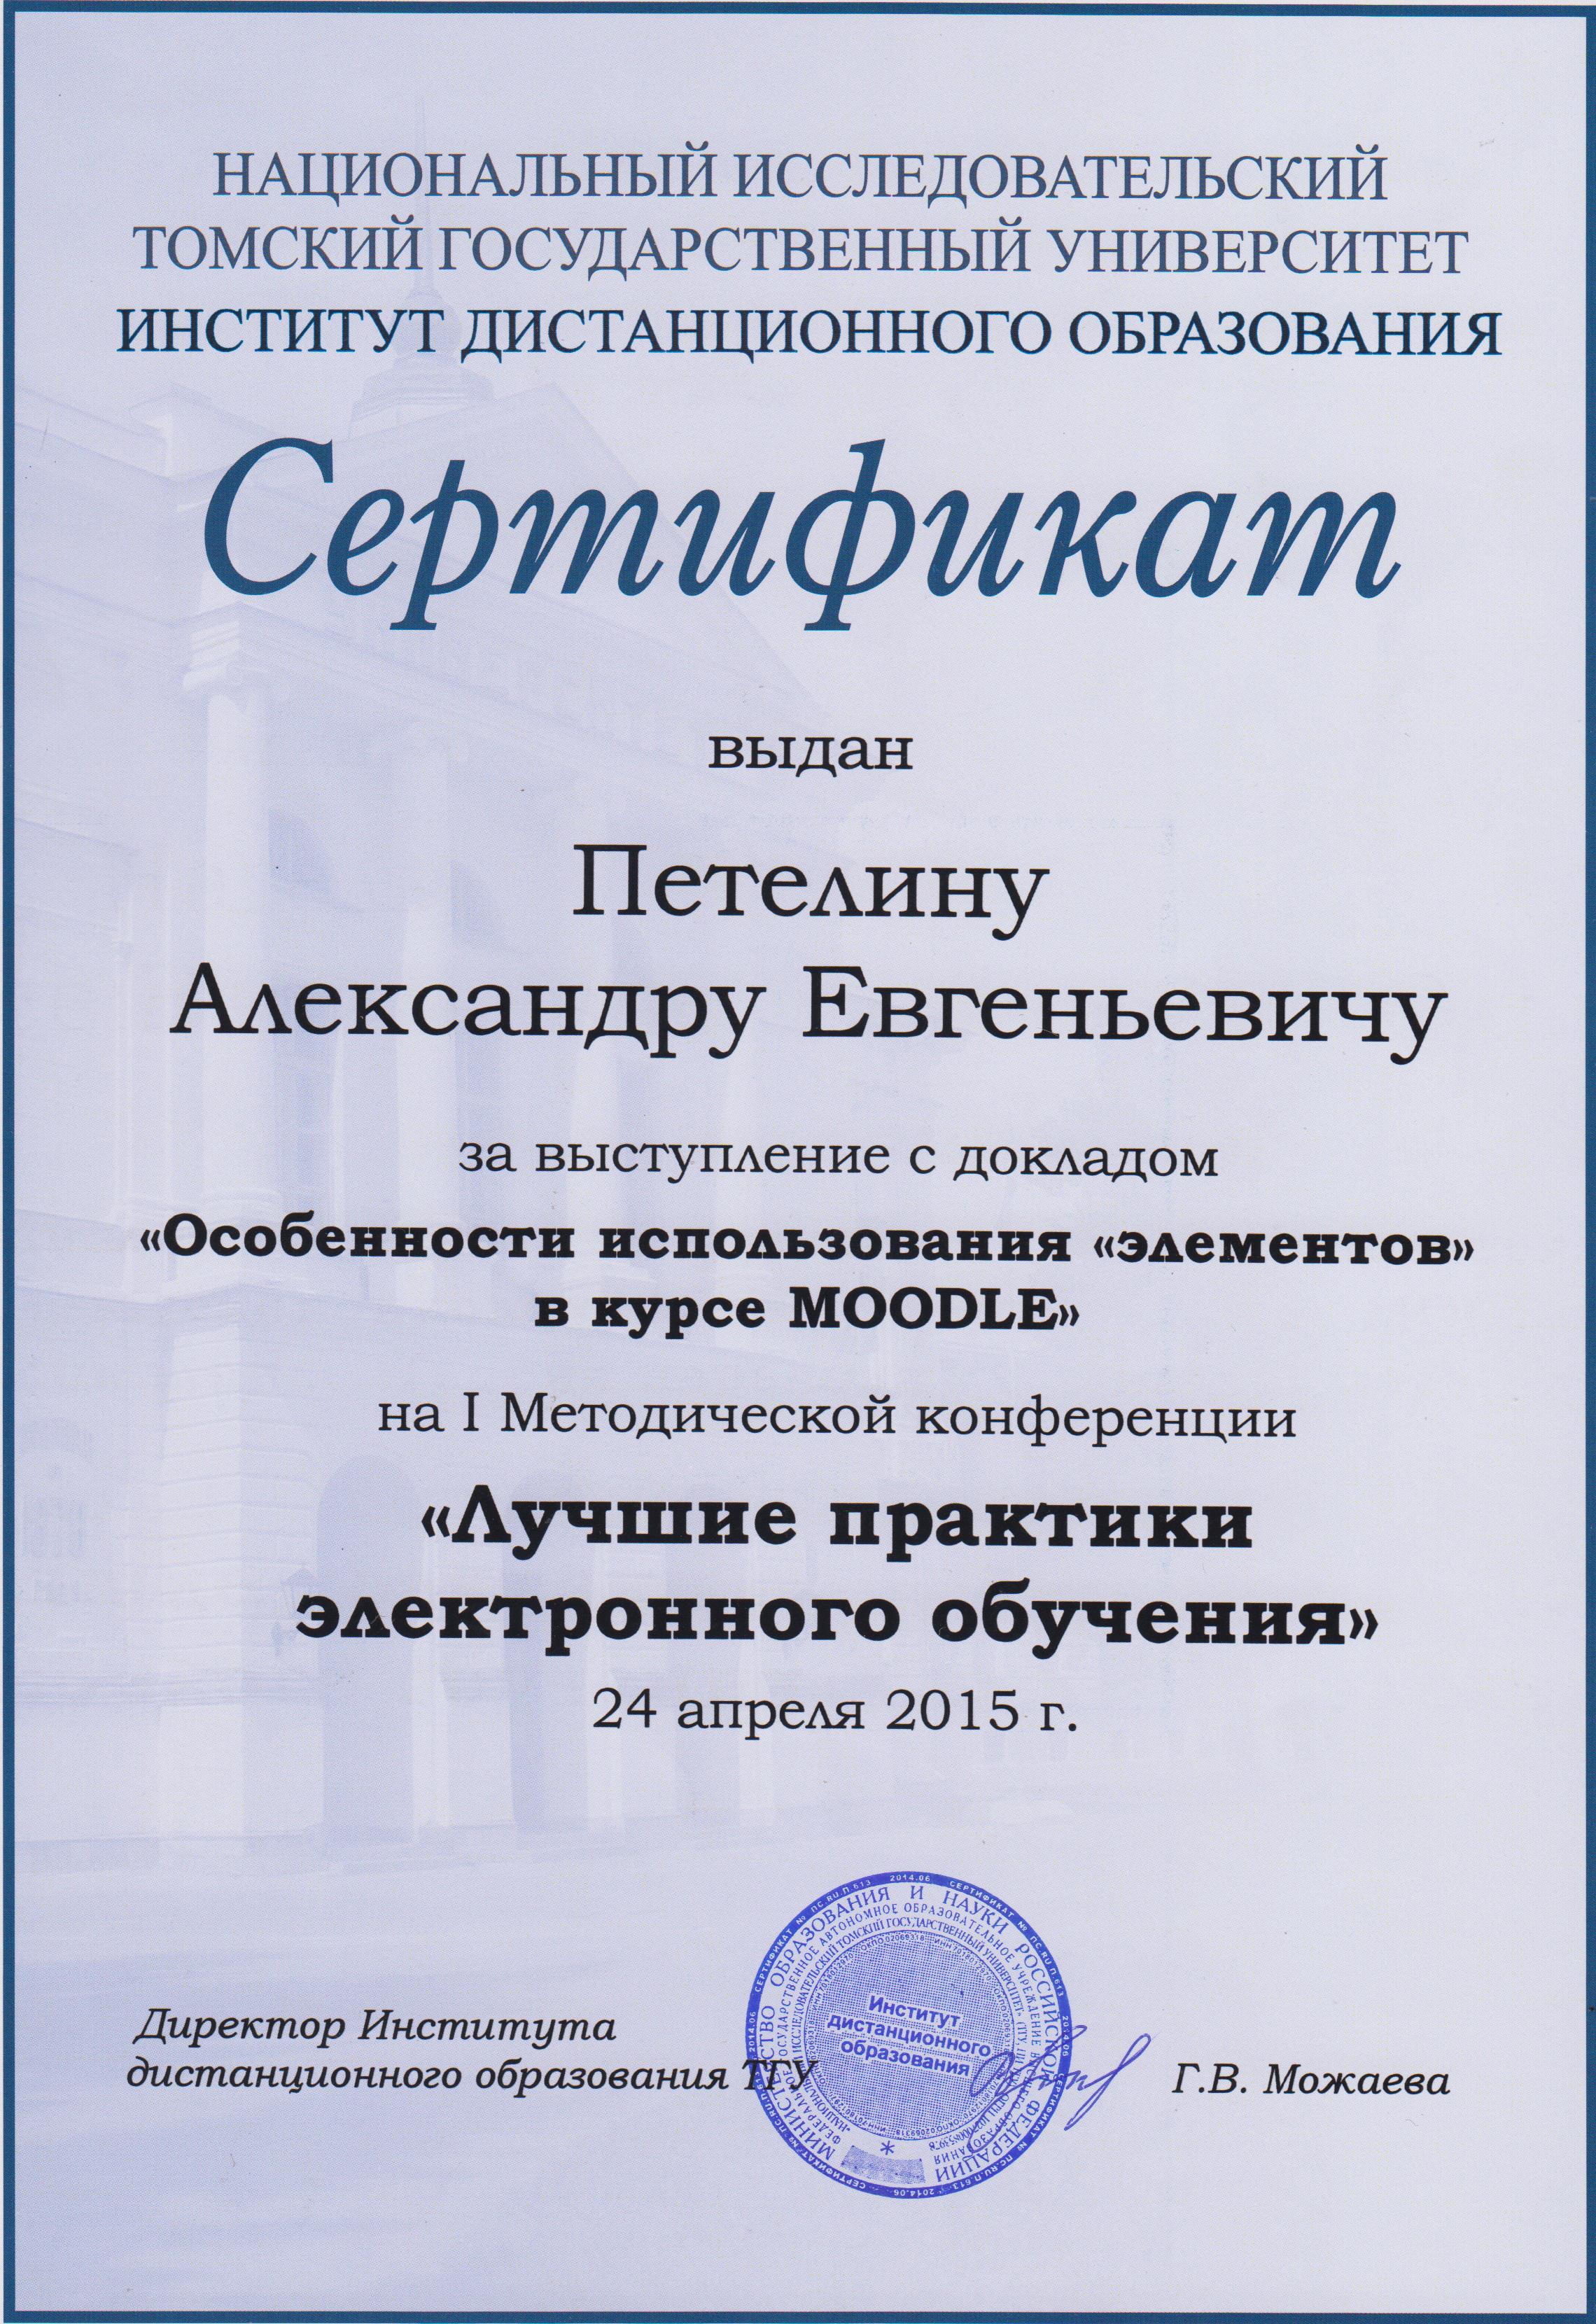 НАЦИОНАЛЬНЫЙ ИССЛЕДОВАТЕЛЬСКИЙ
ТОМСКИЙ ГОСУДАРСТВЕННЫЙ УНИВЕРСИТЕТ
ИНСТИТУТ ДИСТАНЦИОННОГО ОБРАЗОВАНИЯ
Сертификат
выдан
Петелину
Александру Евгеньевичу
за выступление с докладом
«Особенности использования «элементов»
в курсе MOODLE»
на I Методической конференции
«Лучшие практики
электронного обучения»
24 апреля 2015 г.
Директор Института
дистанционного образования ТГУ
Г.В. Можаева
МИНИСТЕРСТВО ОБРАЗОВАНИЯ И НАУКИ РОССИЙСКОЙ ФЕДЕРАЦИИ
Институт
дистанционного
образования